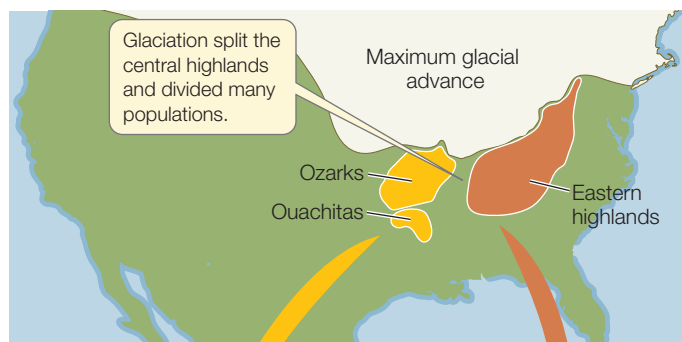 Glaciation split the
central highlands
and divided many
populations.
Maximum glacial
advance
Ozarks
Ouachitas
Eastern
highlands